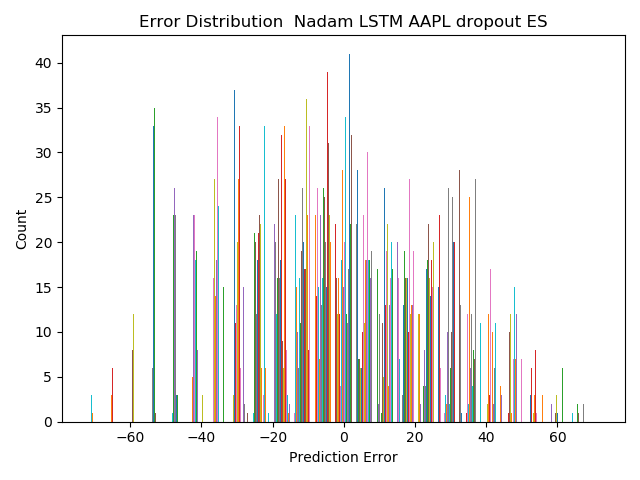 Error Distribution  Nadam LSTM AAPL dropout ES
Count
40
35
30
25
20
15
10
5
0
−60 −40 −20 0 20 40 60
Prediction Error